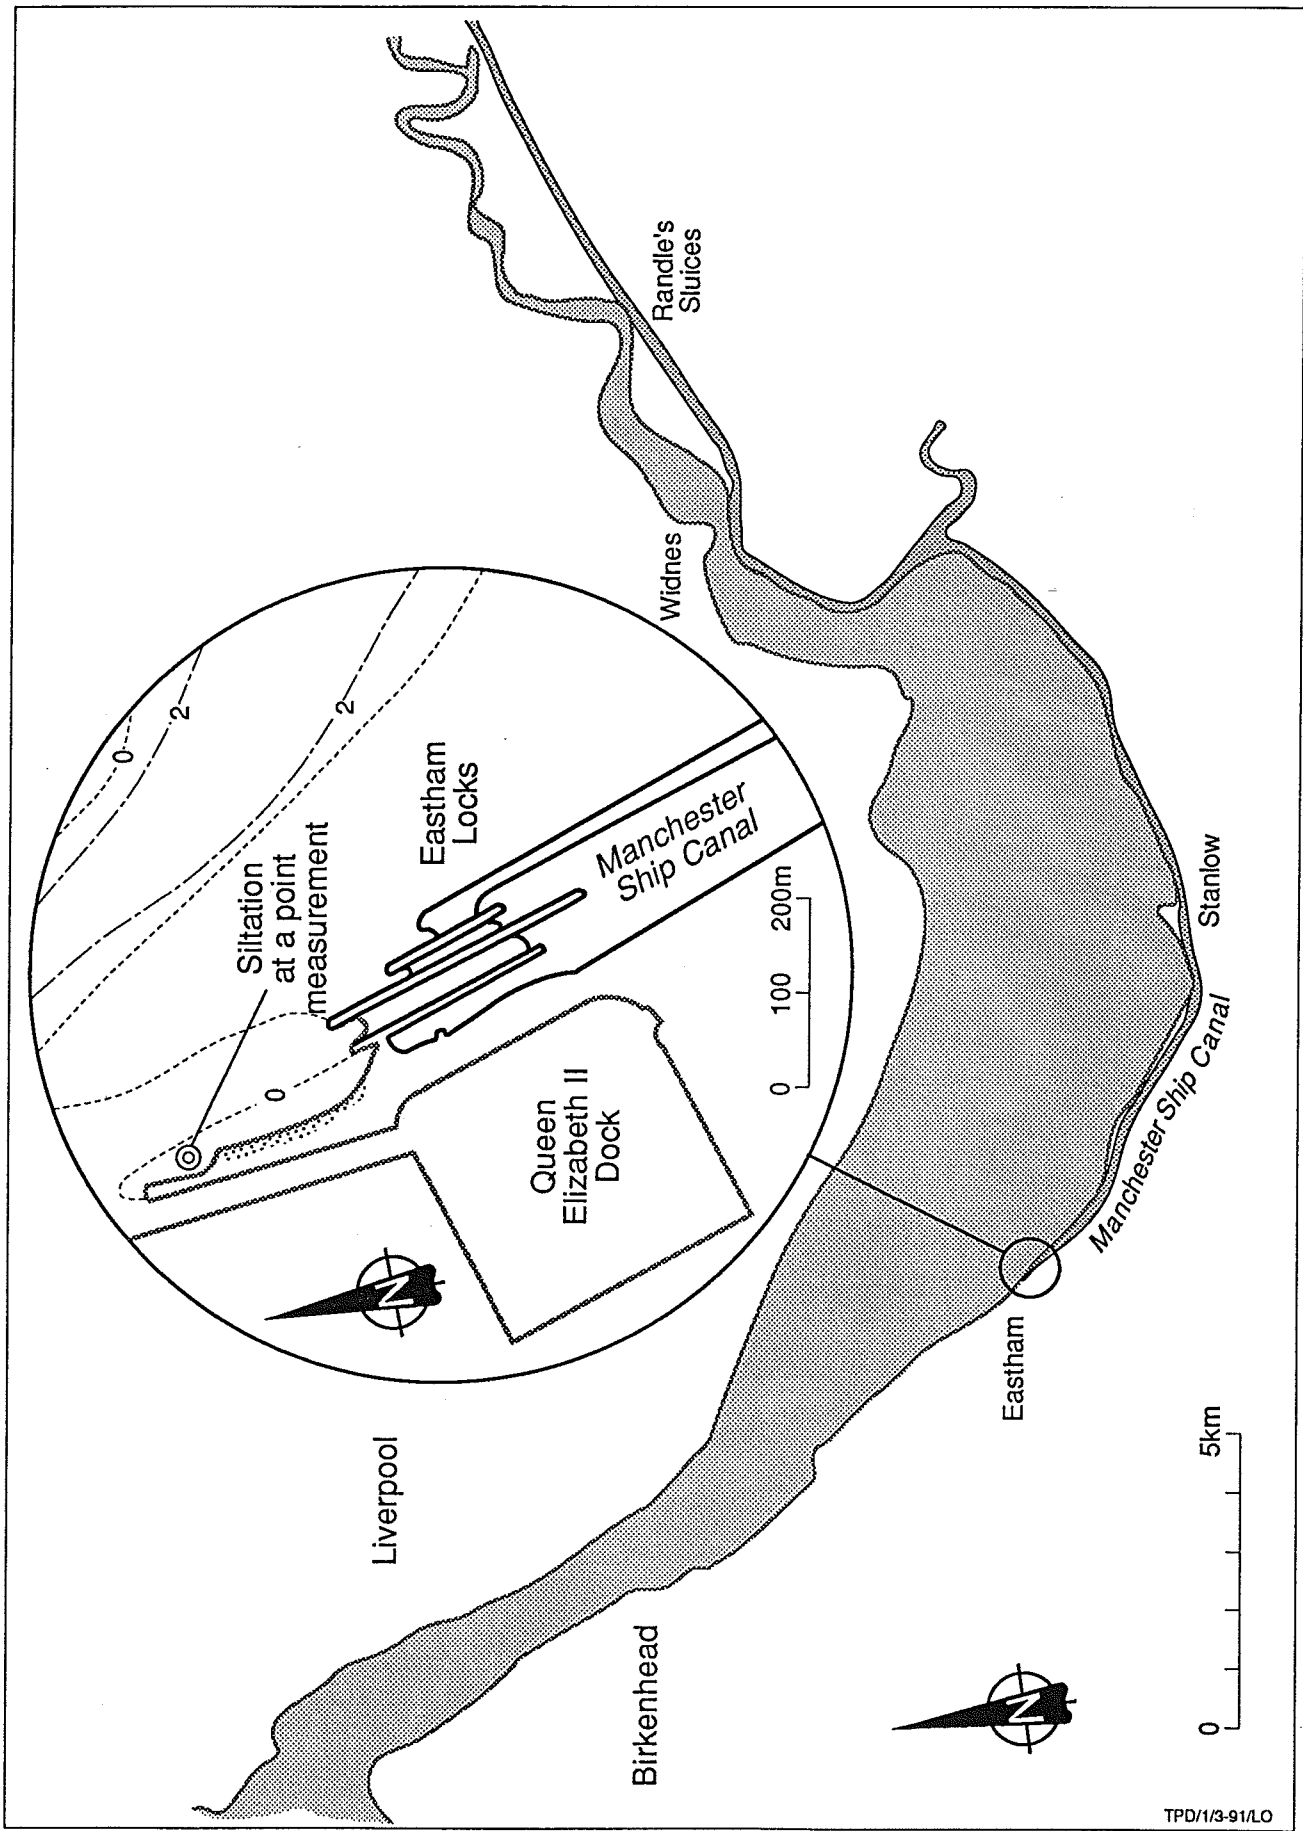 Liverpool
Birkenhead
Eastham
Manchester Ship Canal
Stanlow
Widnes
Randle's
Sluices
0
5km
N
Siltation
at a point
measurement
Eastham
Locks
Manchester
Ship Canal
Queen
Elizabeth II
Dock
0
100
200m
0
2
2
0
N
TPD/1/3-91/LO